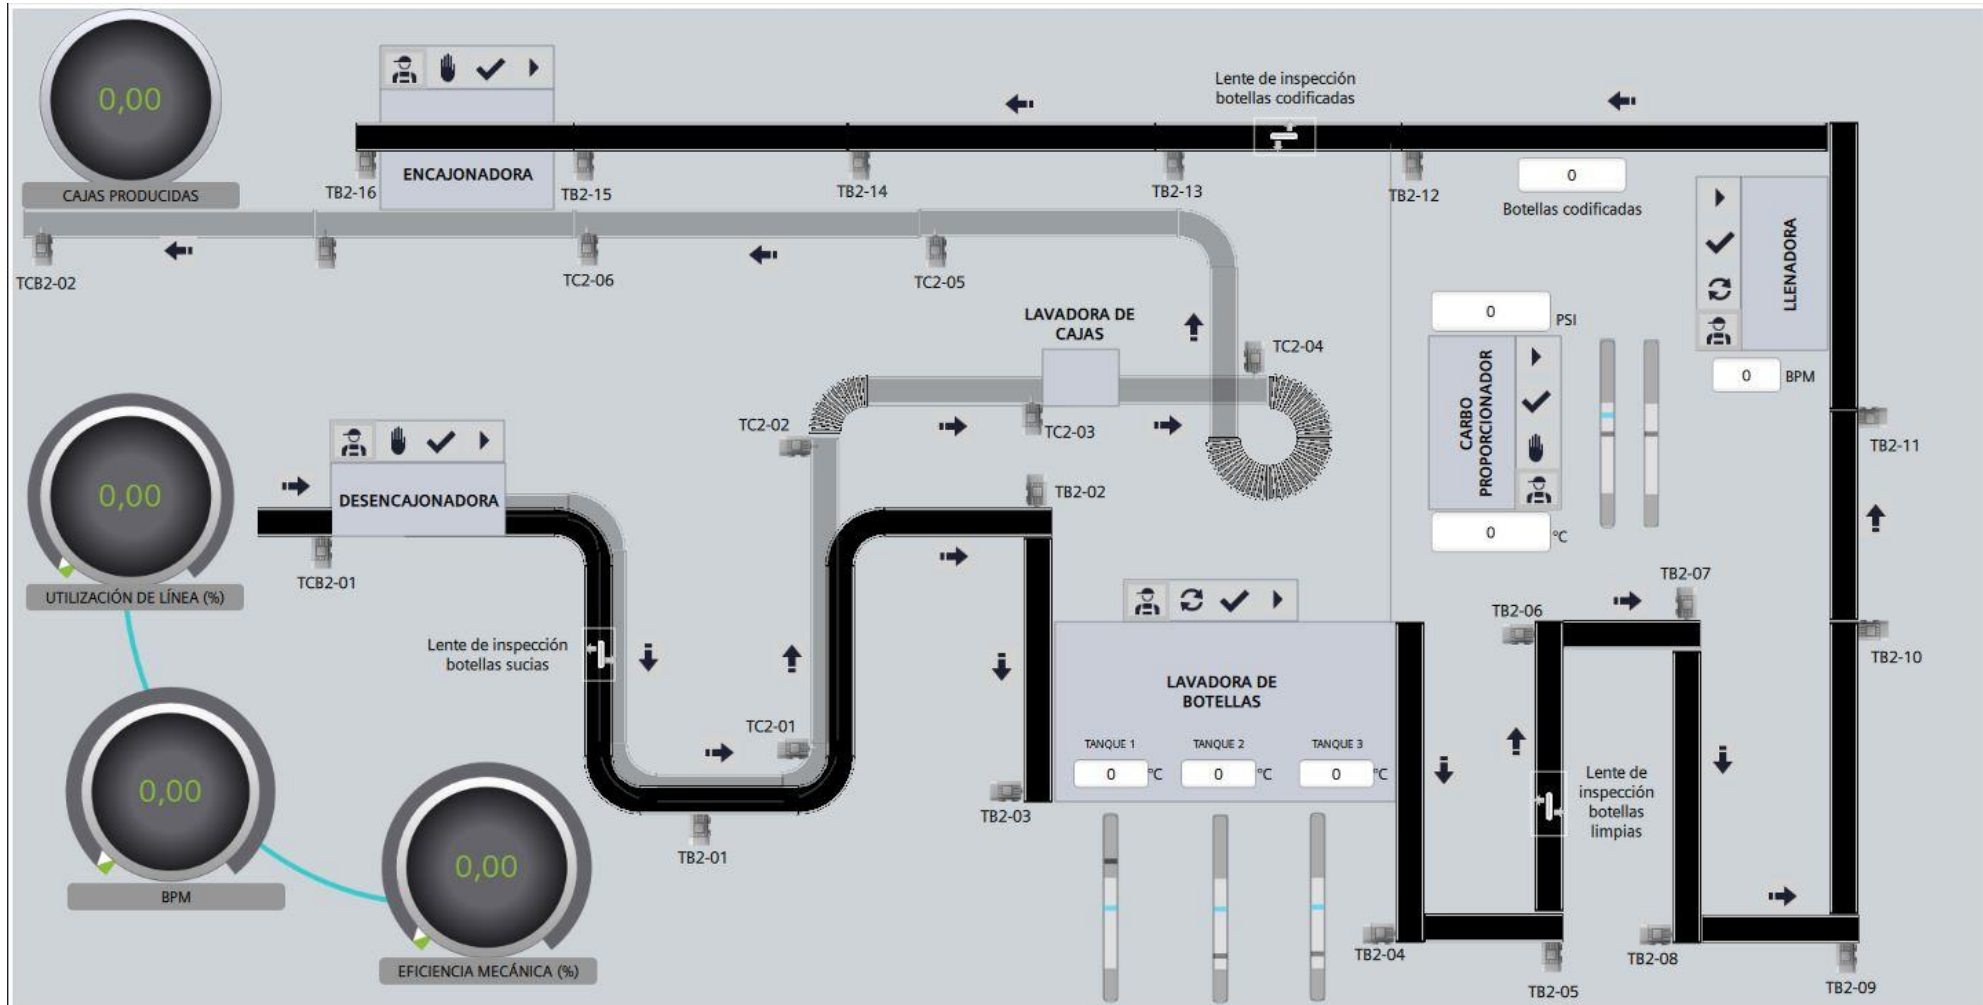 0,00
CAJAS PRODUCIDAS
TB2-16
ENCAJONADORA
TB2-15
TB2-14
TB2-13
Lente de inspección
botellas codificadas
TB2-12
0
Botellas codificadas
LLENADORA
0
BPM
TCB2-02
TC2-06
TC2-05
LAVADORA DE
CAJAS
TC2-04
TC2-02
TC2-03
0
PSI
CARBO
PROPORCIONADOR
0
°C
TB2-11
0,00
UTILIZACIÓN DE LÍNEA (%)
DESENCAJONADORA
TCB2-01
TB2-02
Lente de inspección
botellas sucias
TC2-01
TB2-01
TB2-03
LAVADORA DE
BOTELLAS
TANQUE 1
0
°C
TANQUE 2
0
°C
TANQUE 3
0
°C
TB2-06
TB2-07
TB2-10
Lente de
inspección
botellas
limpias
0,00
BPM
0,00
EFICIENCIA MECÁNICA (%)
TB2-04
TB2-05
TB2-08
TB2-09